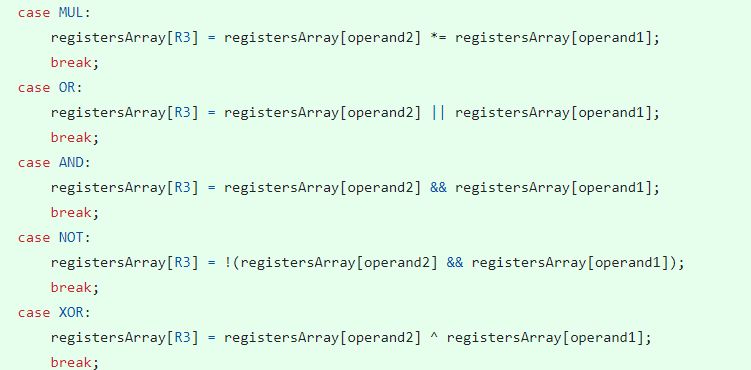 case MUL:
    registersArray[R3] = registersArray[operand2] *= registersArray[operand1];
    break;
case OR:
    registersArray[R3] = registersArray[operand2] || registersArray[operand1];
    break;
case AND:
    registersArray[R3] = registersArray[operand2] && registersArray[operand1];
    break;
case NOT:
    registersArray[R3] = !(registersArray[operand2] && registersArray[operand1]);
    break;
case XOR:
    registersArray[R3] = registersArray[operand2] ^ registersArray[operand1];
    break;